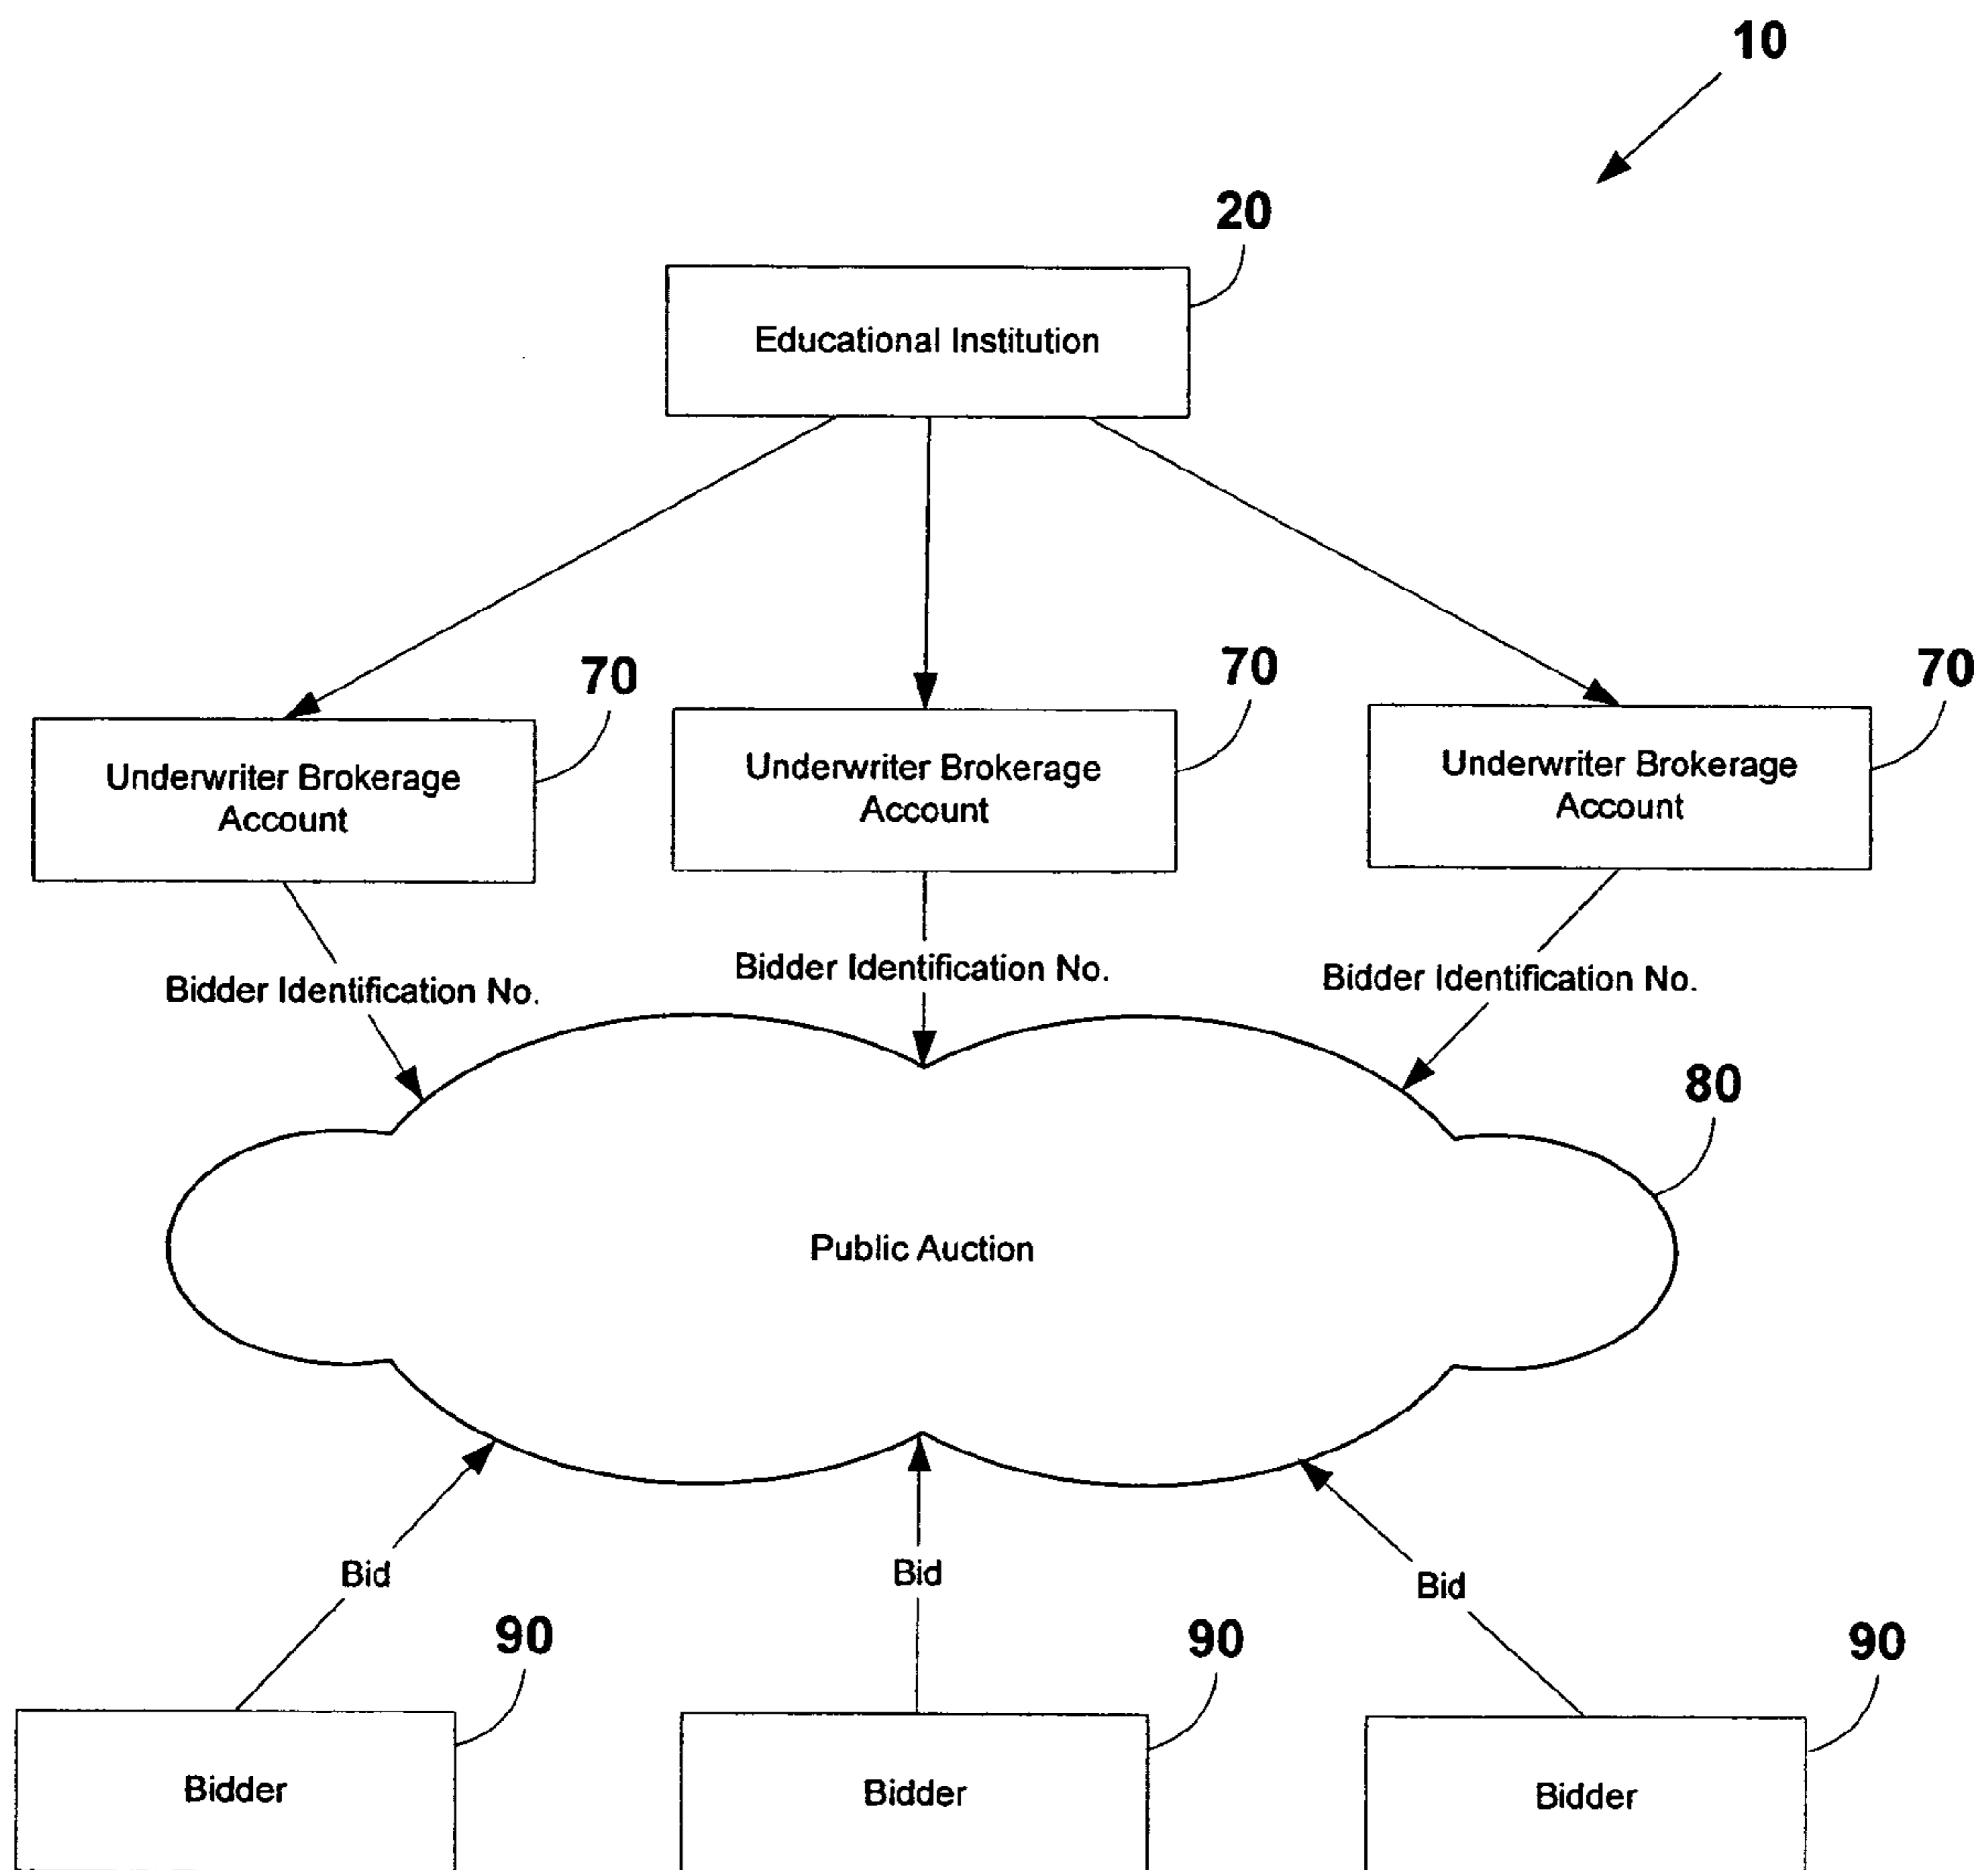 10
20
Educational Institution
70
70
70
Underwriter Brokerage
Account
Underwriter Brokerage
Account
Underwriter Brokerage
Account
Bidder Identification No.
Bidder Identification No.
Bidder Identification No.
80
Public Auction
Bid
Bid
Bid
90
90
90
Bidder
Bidder
Bidder